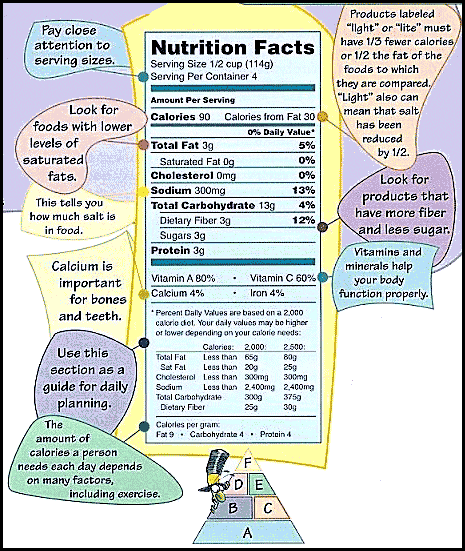 Pay close
attention to
serving sizes.
Products labeled
"light" or "lite" must
have 1/3 fewer calories
or 1/2 the fat of the
foods to which
they are compared.
"Light" also can
mean that salt
has been
reduced
by 1/2.
Look for
foods with lower
levels of
saturated
fats.
This tells you
how much salt is
in food.
Calcium is
important
for bones
and teeth.
Use this
section as a
guide for daily
planning.
The
amount of
calories a person
needs each day depends
on many factors,
including exercise.
Nutrition Facts
Serving Size 1/2 cup (114g)
Serving Per Container 4
Amount Per Serving
Calories 90 Calories from Fat 30
0% Daily Value*
Total Fat 3g 5%
Saturated Fat 0g 0%
Cholesterol 0mg 0%
Sodium 300mg 13%
Total Carbohydrate 13g 4%
Dietary Fiber 3g 12%
Sugars 3g
Protein 3g
Vitamin A 80% • Vitamin C 60%
Calcium 4% • Iron 4%
* Percent Daily Values are based on a 2,000
calorie diet. Your daily values may be higher
or lower depending on your calorie needs:
Calories: 2,000: 2,500:
Total Fat Less than 65g 80g
Sat Fat Less than 20g 25g
Cholesterol Less than 300mg 300mg
Sodium Less than 2,400mg 2,400mg
Total Carbohydrate 300g 375g
Dietary Fiber 25g 30g
Calories per gram:
Fat 9 • Carbohydrate 4 • Protein 4
Look for
products that
have more fiber
and less sugar.
Vitamins and
minerals help
your body
function properly.
F
D E
B C
A